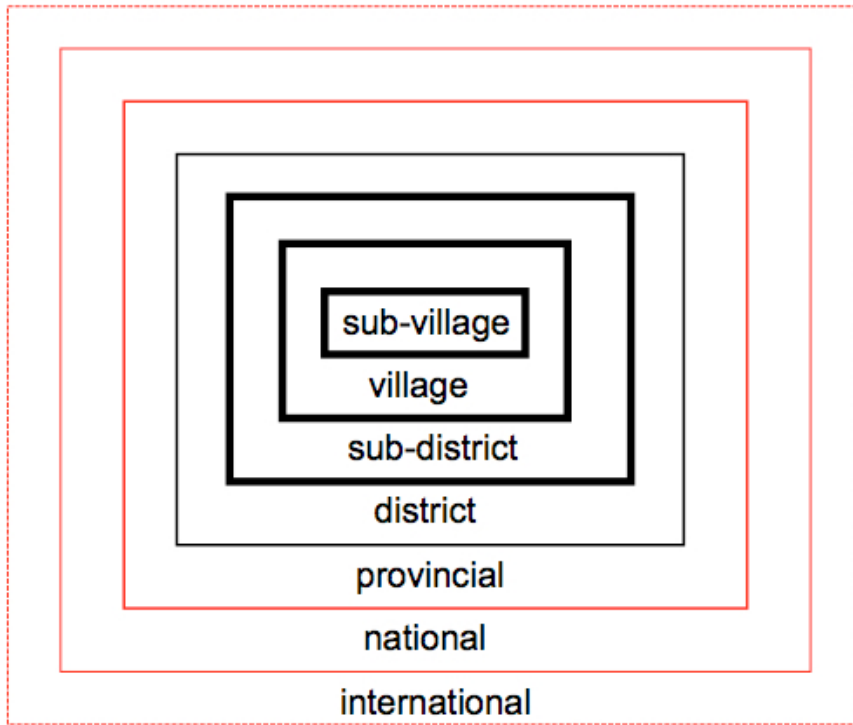 sub-village
village
sub-district
district
provincial
national
international